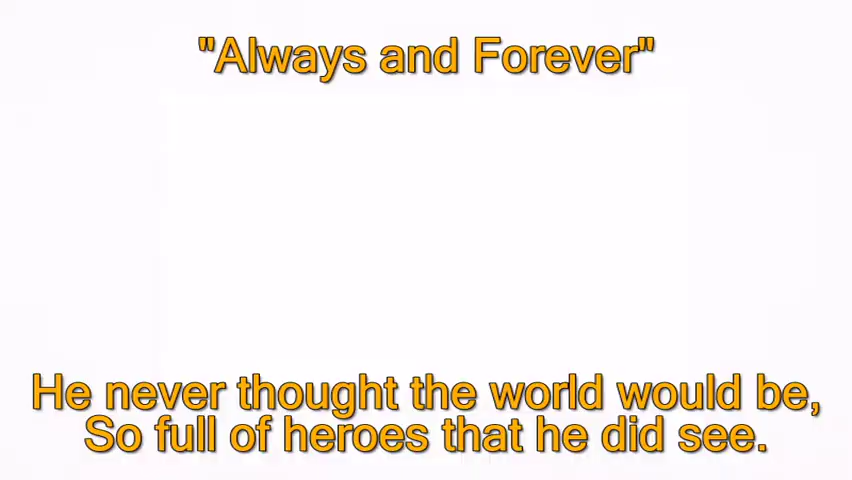 "Always and Forever"
He never thought the world would be,
So full of heroes that he did see.